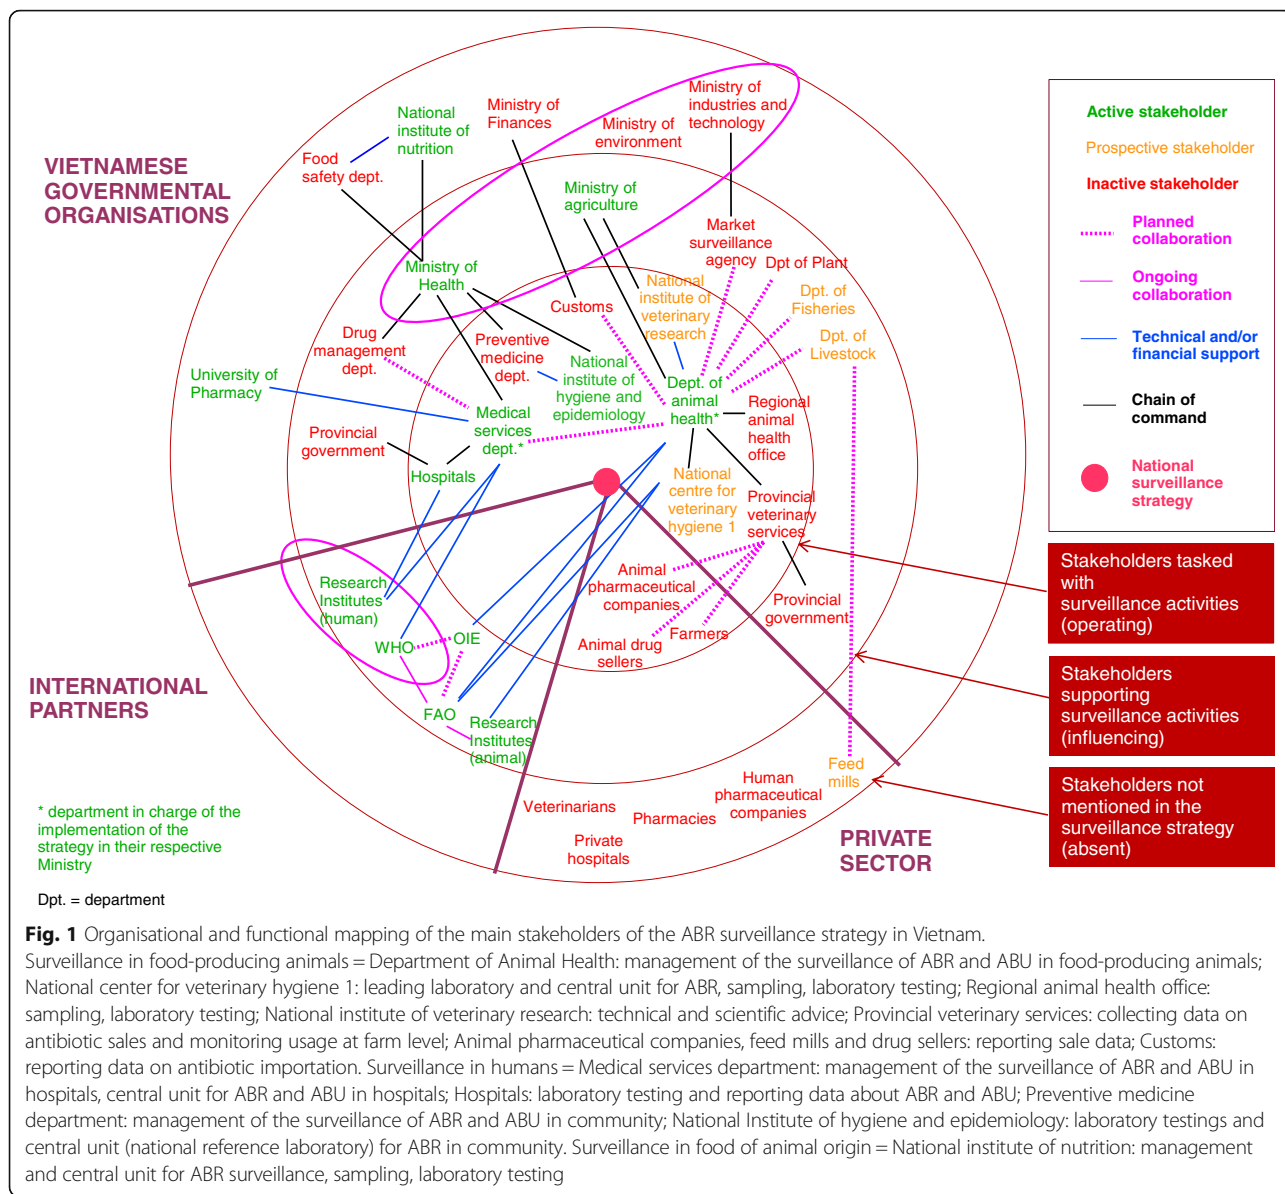 VIETNAMESE
GOVERNMENTAL
ORGANISATIONS
National
institute of
nutrition
Food
safety dept.
Ministry of
Finances
Ministry of
environment
Ministry of
industries and
technology
Ministry of
agriculture
Market
surveillance
agency
Dpt of Plant
Ministry of
Health
National
institute of
veterinary
research
Dpt. of
Fisheries
Customs
Dpt. of
Livestock
Drug
management
dept.
Preventive
medicine
dept.
National
institute of
hygiene and
epidemiology
University of
Pharmacy
Dept. of
animal
health*
Regional
animal
health
office
Medical
services
dept.*
Provincial
government
Hospitals
National
centre for
veterinary
hygiene 1
Provincial
veterinary
services
Animal
pharmaceutical
companies
Provincial
government
Farmers
Animal drug
sellers
Research
Institutes
(human)
WHO
OIE
FAO
Research
Institutes
(animal)
INTERNATIONAL
PARTNERS
Feed
mills
Human
pharmaceutical
companies
Veterinarians
Pharmacies
Private
hospitals
PRIVATE
SECTOR
* department in charge of the
implementation of the
strategy in their respective
Ministry
Dpt. = department
Active stakeholder
Prospective stakeholder
Inactive stakeholder
Planned
collaboration
Ongoing
collaboration
Technical and/or
financial support
Chain of
command
National
surveillance
strategy
Stakeholders tasked
with
surveillance activities
(operating)
Stakeholders
supporting
surveillance activities
(influencing)
Stakeholders not
mentioned in the
surveillance strategy
(absent)
Fig. 1 Organisational and functional mapping of the main stakeholders of the ABR surveillance strategy in Vietnam.
Surveillance in food-producing animals = Department of Animal Health: management of the surveillance of ABR and ABU in food-producing animals;
National center for veterinary hygiene 1: leading laboratory and central unit for ABR, sampling, laboratory testing; Regional animal health office:
sampling, laboratory testing; National institute of veterinary research: technical and scientific advice; Provincial veterinary services: collecting data on
antibiotic sales and monitoring usage at farm level; Animal pharmaceutical companies, feed mills and drug sellers: reporting sale data; Customs:
reporting data on antibiotic importation. Surveillance in humans = Medical services department: management of the surveillance of ABR and ABU in
hospitals, central unit for ABR and ABU in hospitals; Hospitals: laboratory testing and reporting data about ABR and ABU; Preventive medicine
department: management of the surveillance of ABR and ABU in community; National Institute of hygiene and epidemiology: laboratory testings and
central unit (national reference laboratory) for ABR in community. Surveillance in food of animal origin = National institute of nutrition: management
and central unit for ABR surveillance, sampling, laboratory testing